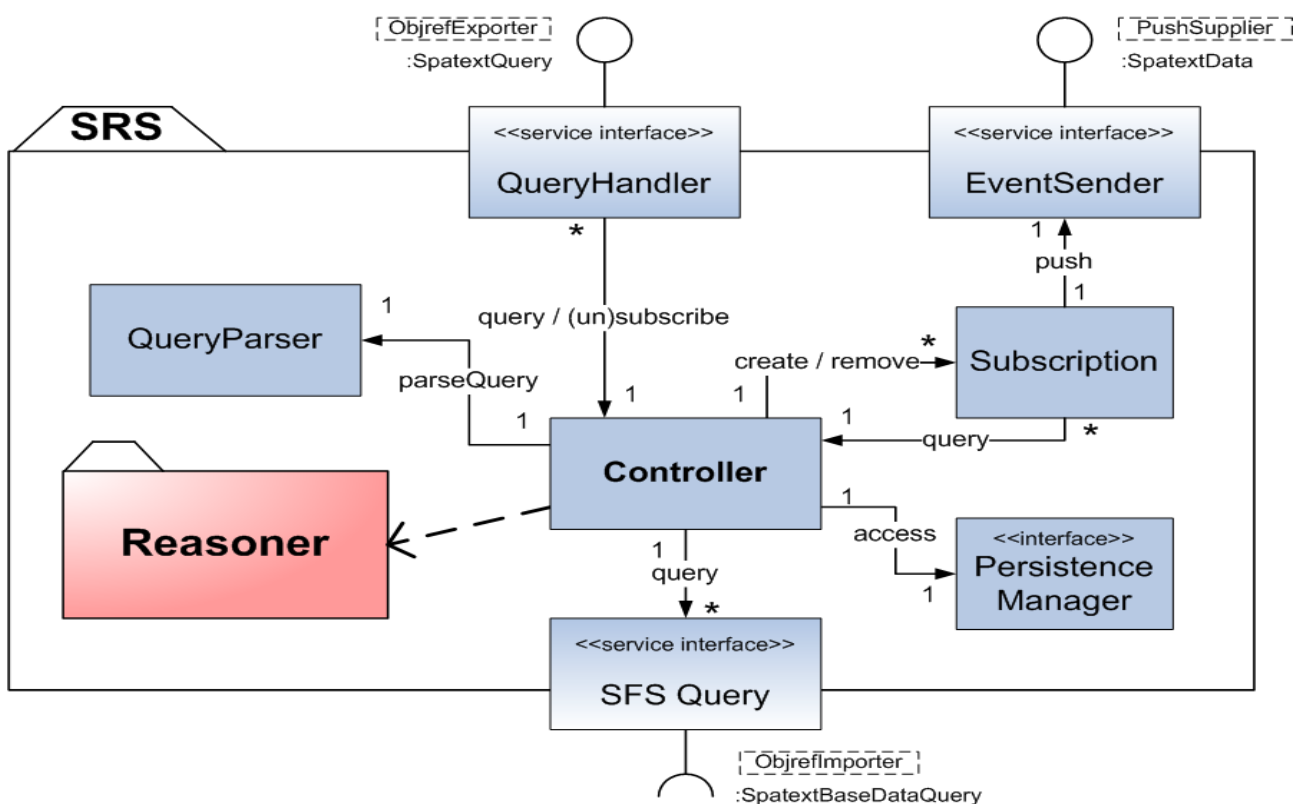 ObjrefExporter
:SpatextQuery
PushSupplier
:SpatextData
SRS
<<service interface>>
QueryHandler
<<service interface>>
EventSender
*
1
push
1
QueryParser
1
query / (un)subscribe
parseQuery
1
1
create / remove
*
1
Subscription
*
1
query
Controller
Reasoner
1
access
1
<<interface>>
Persistence
Manager
1
query
*
<<service interface>>
SFS Query
ObjrefImporter
:SpatextBaseDataQuery